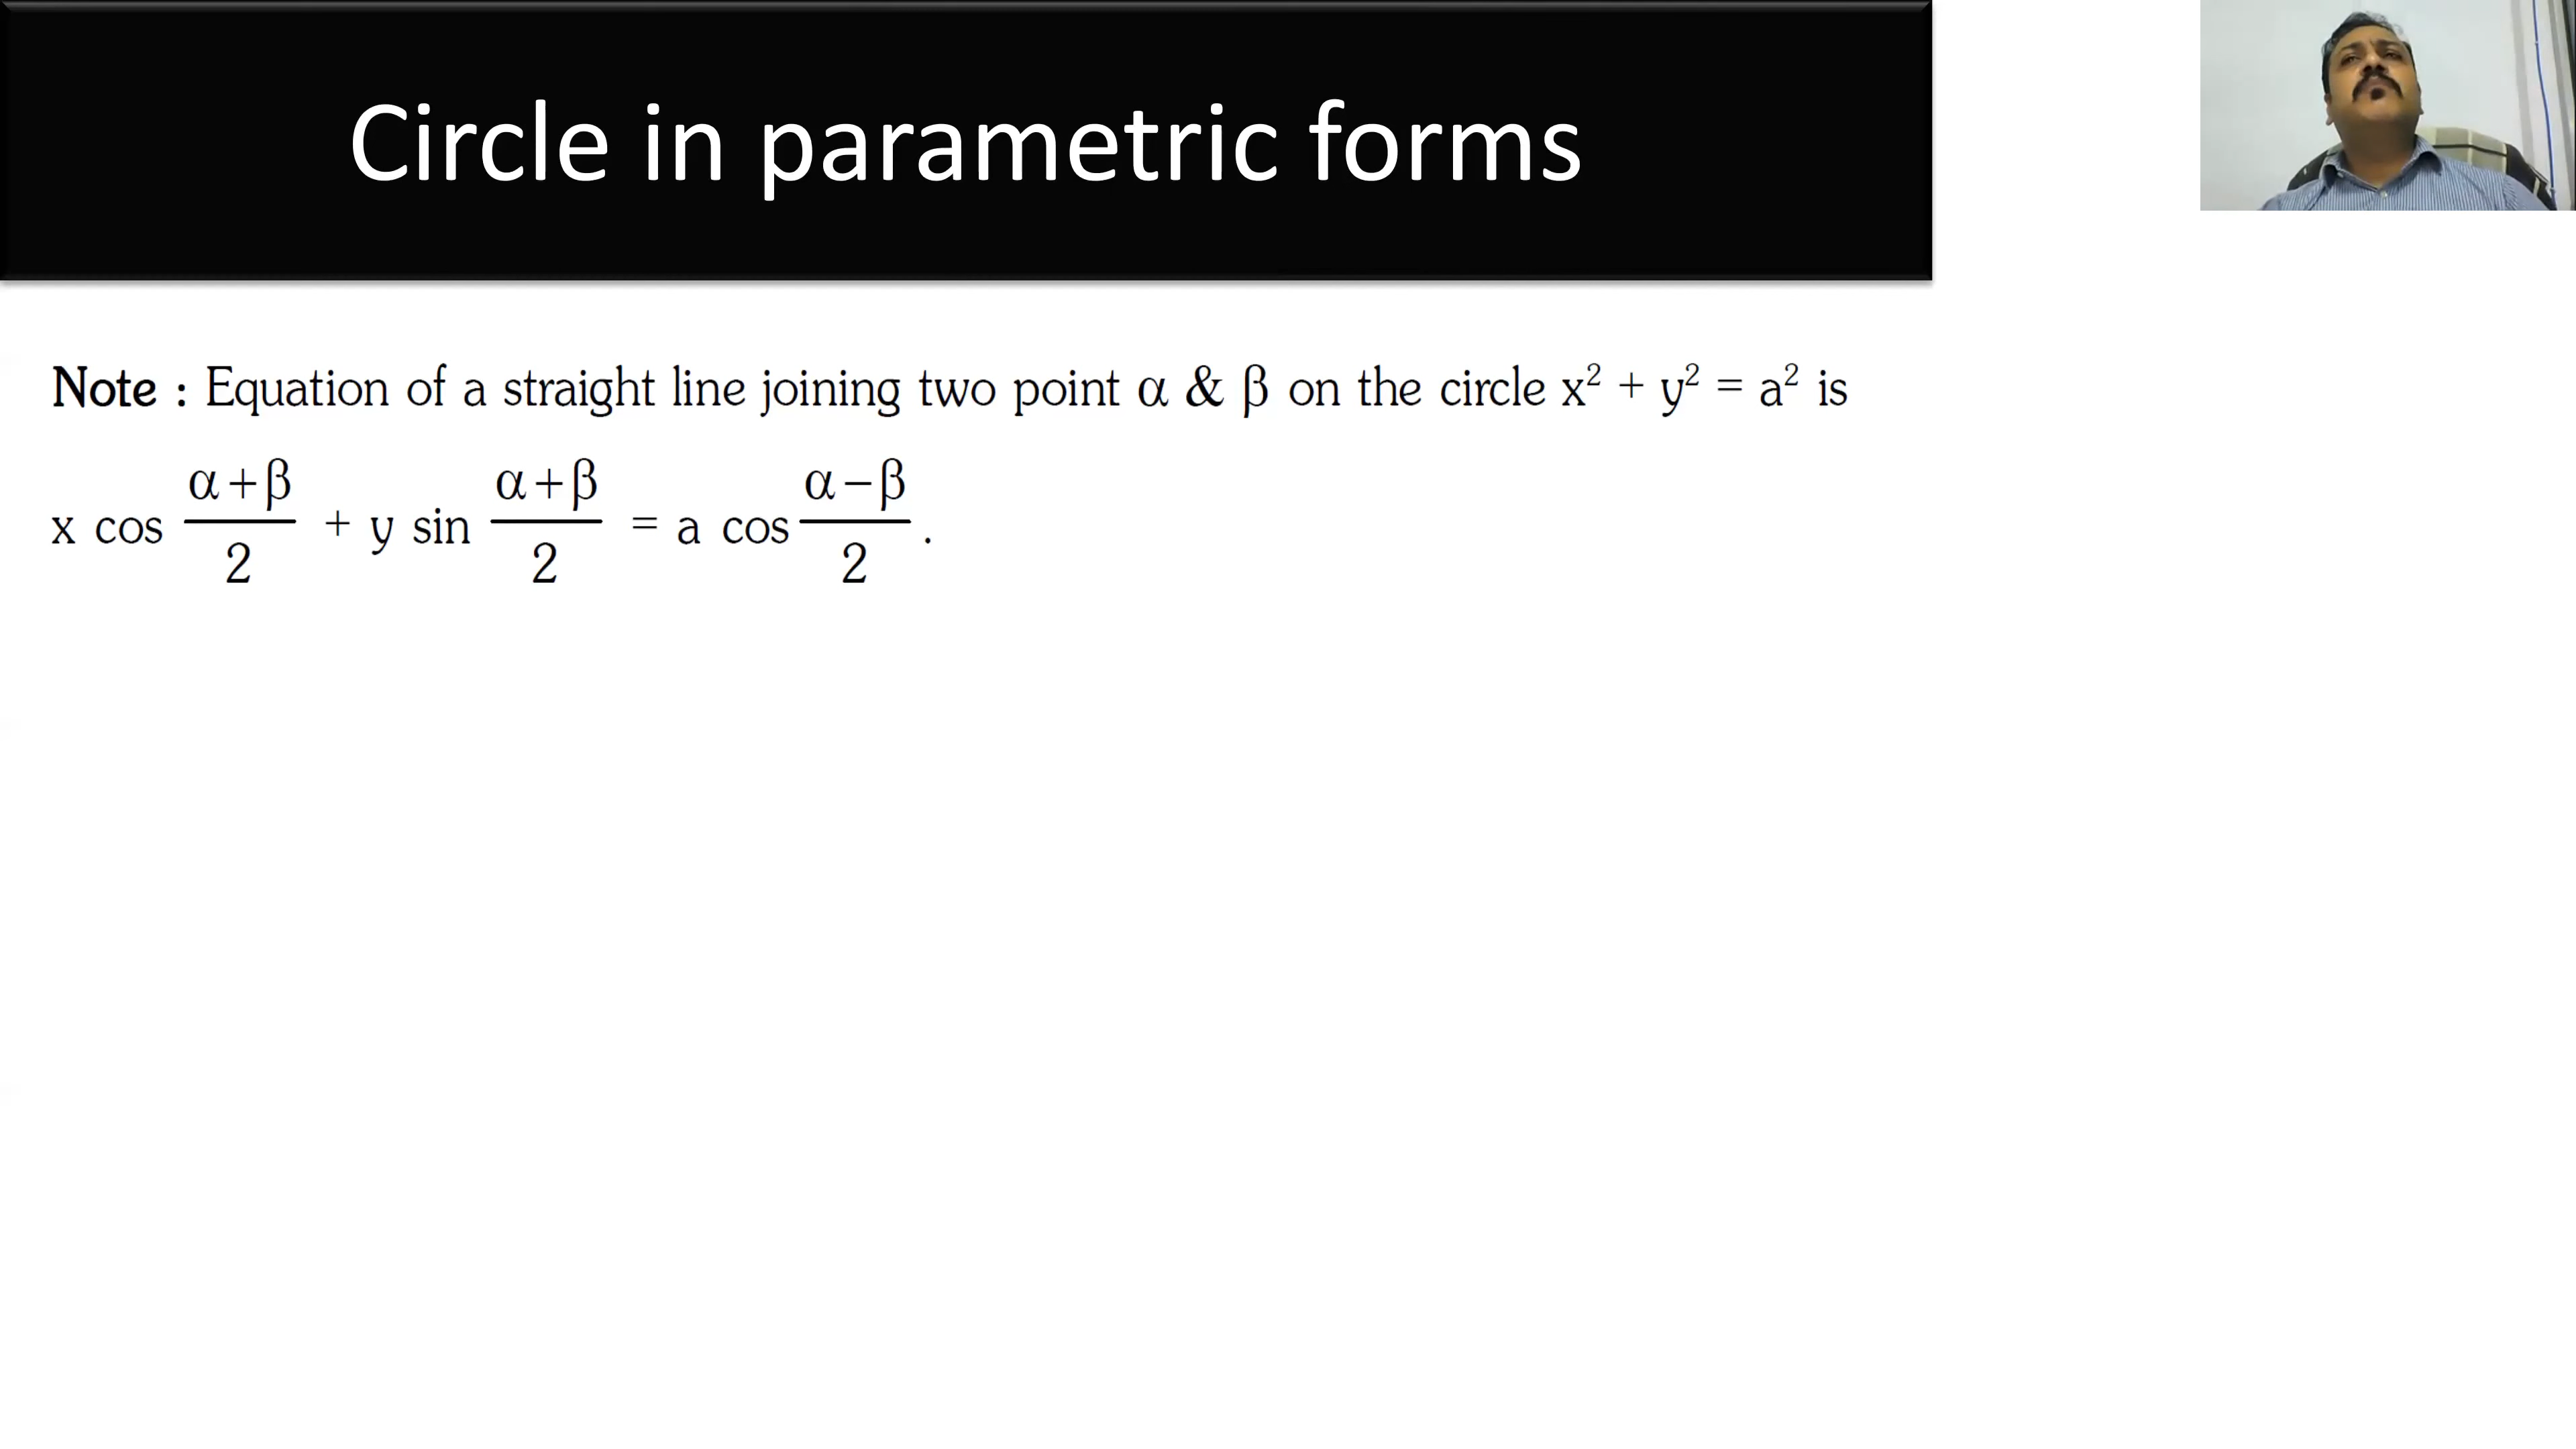 Circle in parametric forms
Note : Equation of a straight line joining two point α & β on the circle x² + y² = a² is
x cos (α+β)/2 + y sin (α+β)/2 = a cos (α−β)/2 .